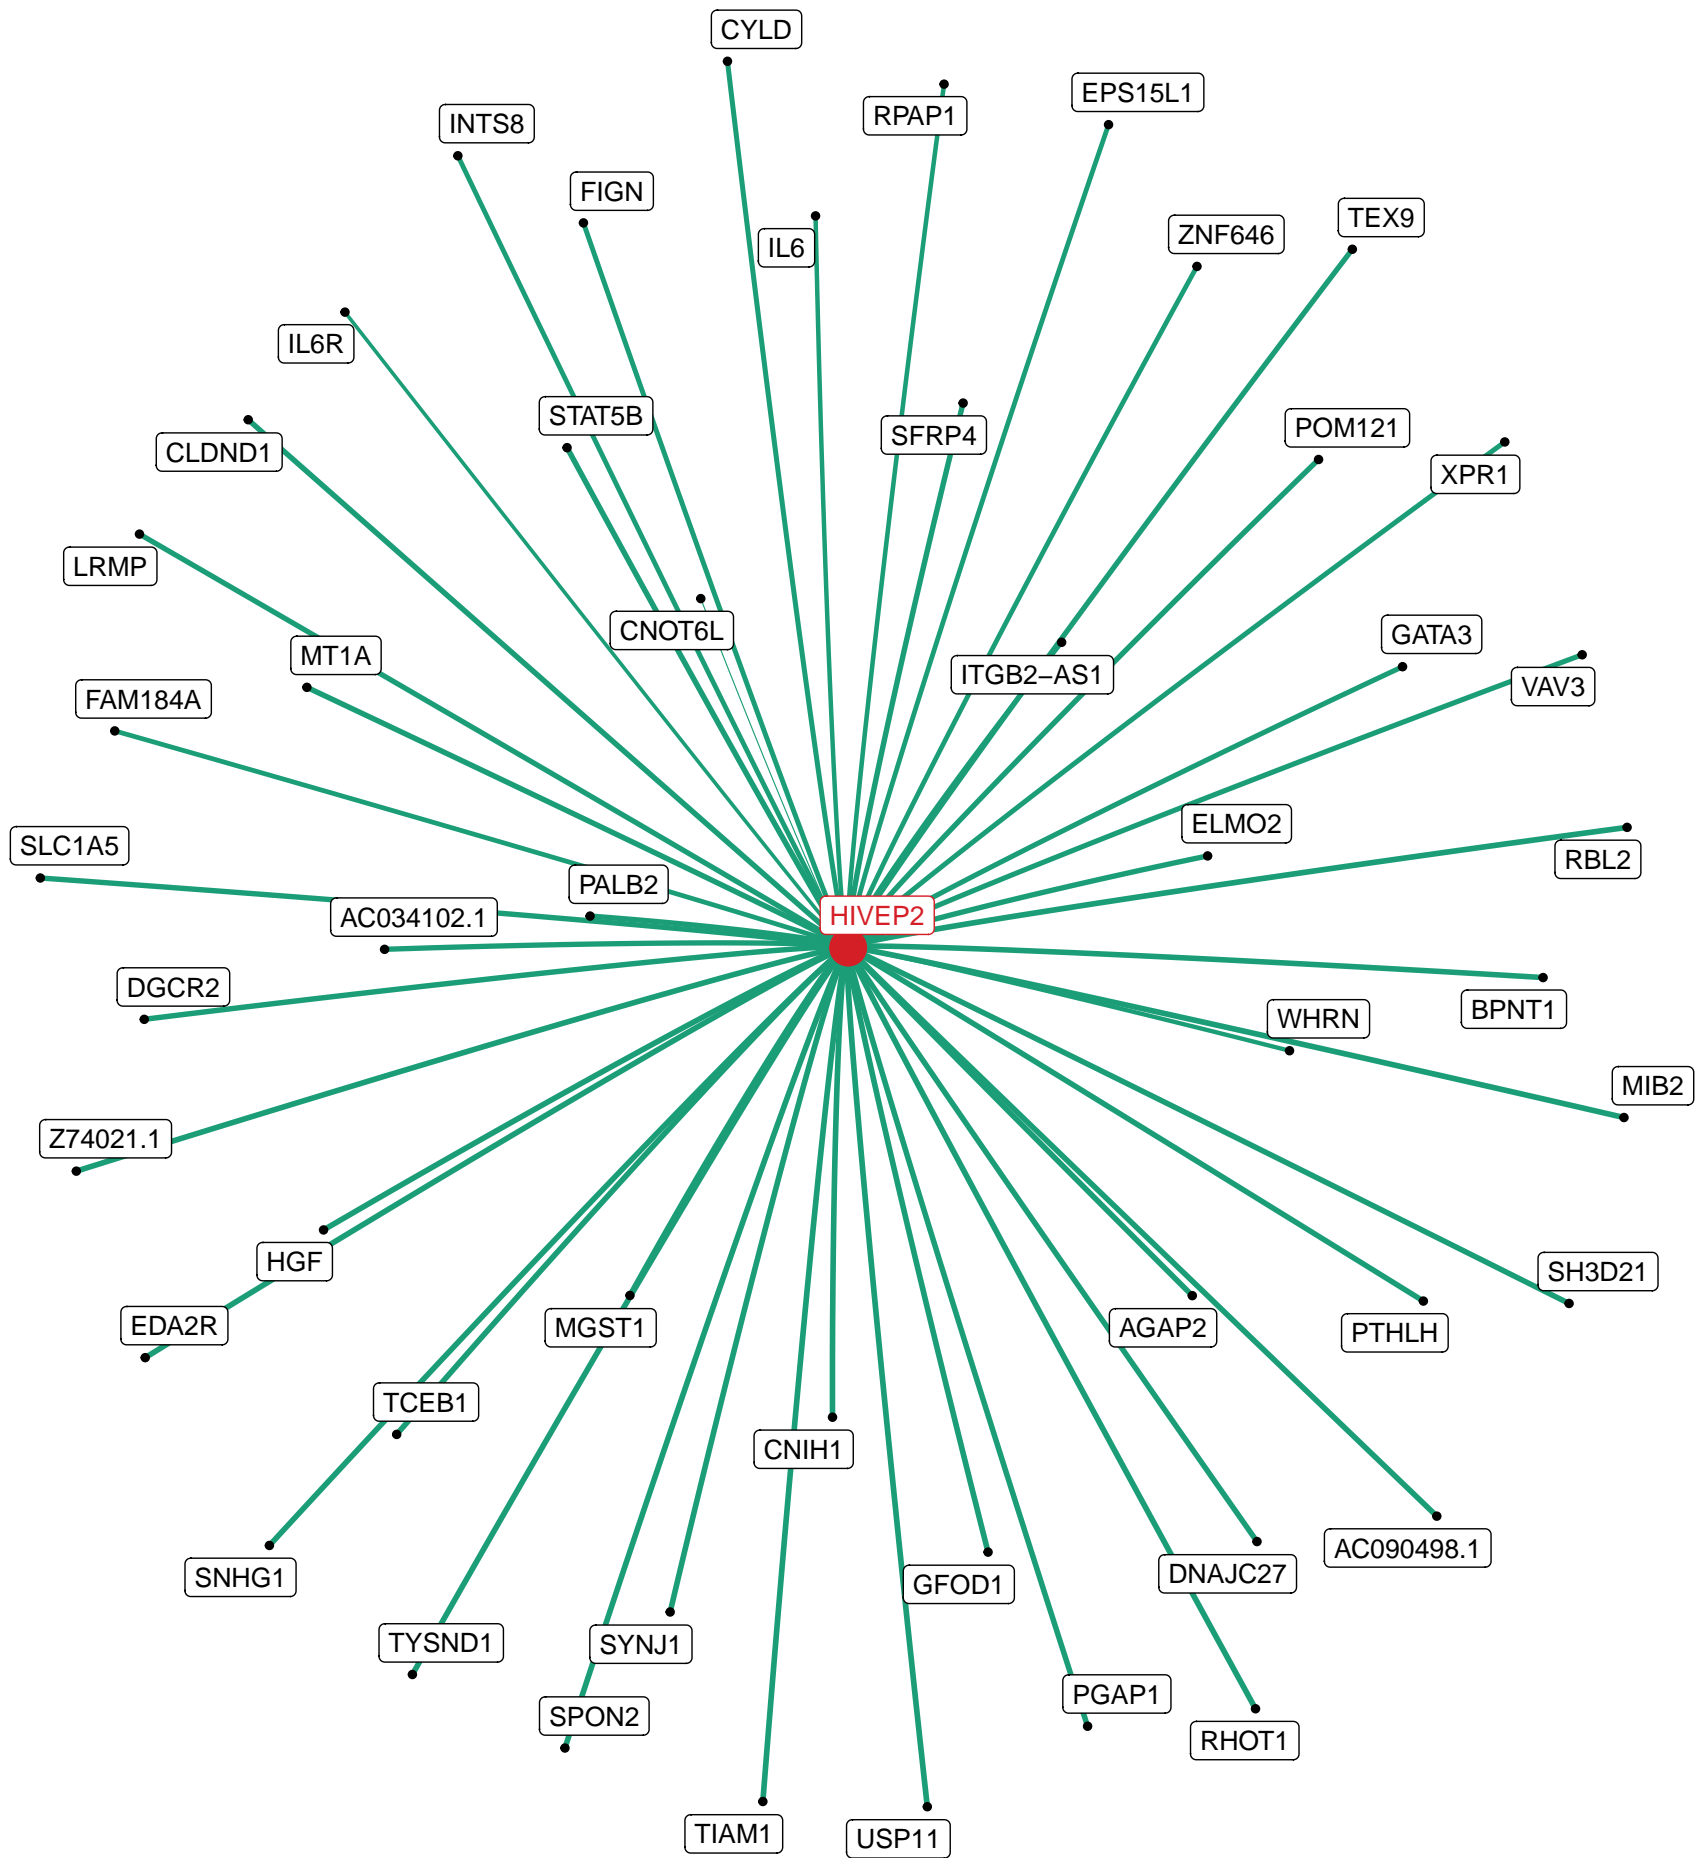 CYLD
EPS15L1
RPAP1
INTS8
FIGN
TEX9
ZNF646
IL6
IL6R
STAT5B
POM121
SFRP4
CLDND1
XPR1
LRMP
CNOT6L
GATA3
MT1A
ITGB2–AS1
VAV3
FAM184A
ELMO2
SLC1A5
RBL2
PALB2
HIVEP2
AC034102.1
DGCR2
BPNT1
WHRN
MIB2
Z74021.1
HGF
SH3D21
EDA2R
MGST1
AGAP2
PTHLH
TCEB1
CNIH1
AC090498.1
DNAJC27
SNHG1
GFOD1
TYSND1
SYNJ1
PGAP1
SPON2
RHOT1
TIAM1
USP11